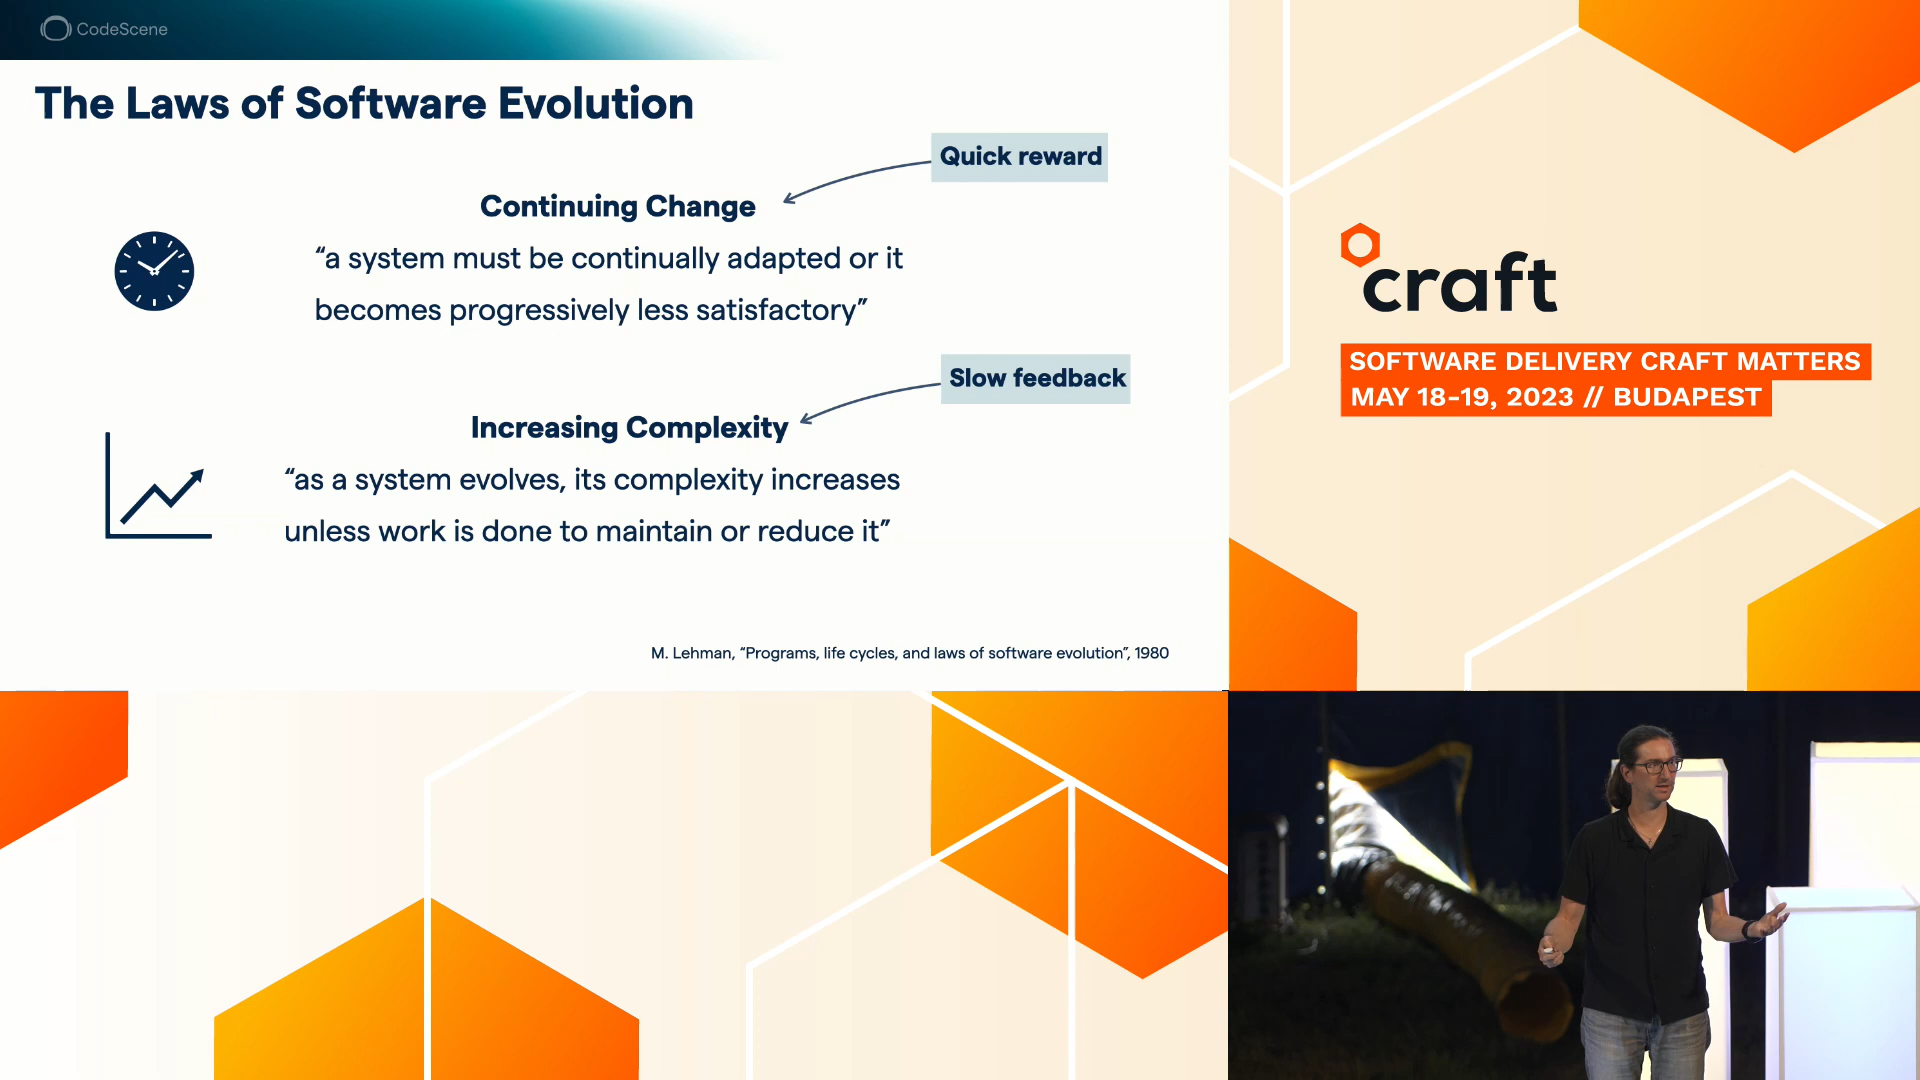 CodeScene
The Laws of Software Evolution
Quick reward
Continuing Change
“a system must be continually adapted or it
becomes progressively less satisfactory”
Slow feedback
Increasing Complexity
“as a system evolves, its complexity increases
unless work is done to maintain or reduce it”
M. Lehman, “Programs, life cycles, and laws of software evolution”, 1980
craft
SOFTWARE DELIVERY CRAFT MATTERS
MAY 18-19, 2023 // BUDAPEST